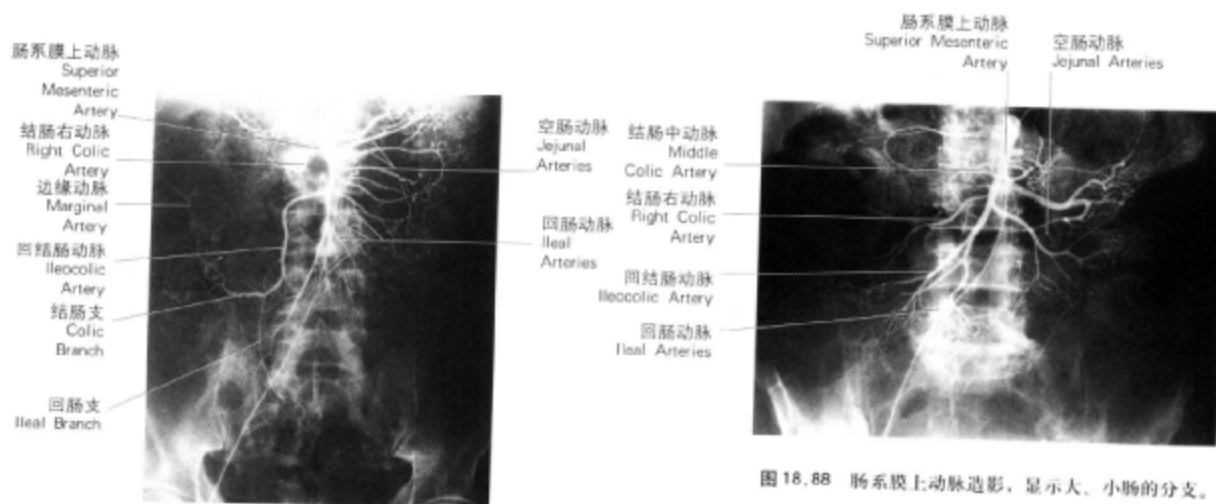 肠系膜上动脉
Superior
Mesenteric
Artery
结肠右动脉
Right Colic
Artery
边缘动脉
Marginal
Artery
回结肠动脉
Ileocolic
Artery
结肠支
Colic
Branch
回肠支
Ileal Branch
空肠动脉
Jejunal
Arteries
回肠动脉
Ileal
Arteries
肠系膜上动脉
Superior Mesenteric
Artery
空肠动脉
Jejunal Arteries
结肠中动脉
Middle
Colic Artery
结肠右动脉
Right Colic
Artery
回结肠动脉
Ileocolic Artery
回肠动脉
Ileal Arteries
图18.88 肠系膜上动脉造影，显示大、小肠的分支。